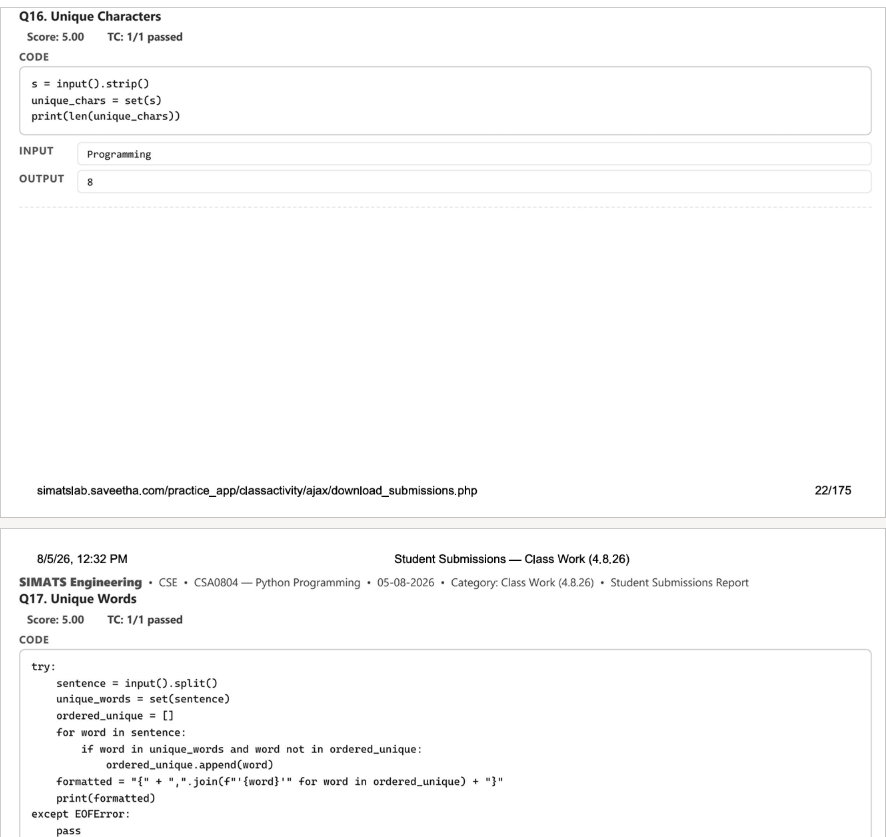 Q16. Unique Characters
Score: 5.00 TC: 1/1 passed
CODE
s = input().strip()
unique_chars = set(s)
print(len(unique_chars))
INPUT Programming
OUTPUT 8
simatslab.saveetha.com/practice_app/classactivity/ajax/download_submissions.php 22/175
8/5/26, 12:32 PM Student Submissions — Class Work (4.8.26)
SIMATS Engineering • CSE • CSA0804 — Python Programming • 05-08-2026 • Category: Class Work (4.8.26) • Student Submissions Report
Q17. Unique Words
Score: 5.00 TC: 1/1 passed
CODE
try:
    sentence = input().split()
    unique_words = set(sentence)
    ordered_unique = []
    for word in sentence:
        if word in unique_words and word not in ordered_unique:
            ordered_unique.append(word)
    formatted = "{" + ",".join(f"'{word}'" for word in ordered_unique) + "}"
    print(formatted)
except EOFError:
    pass